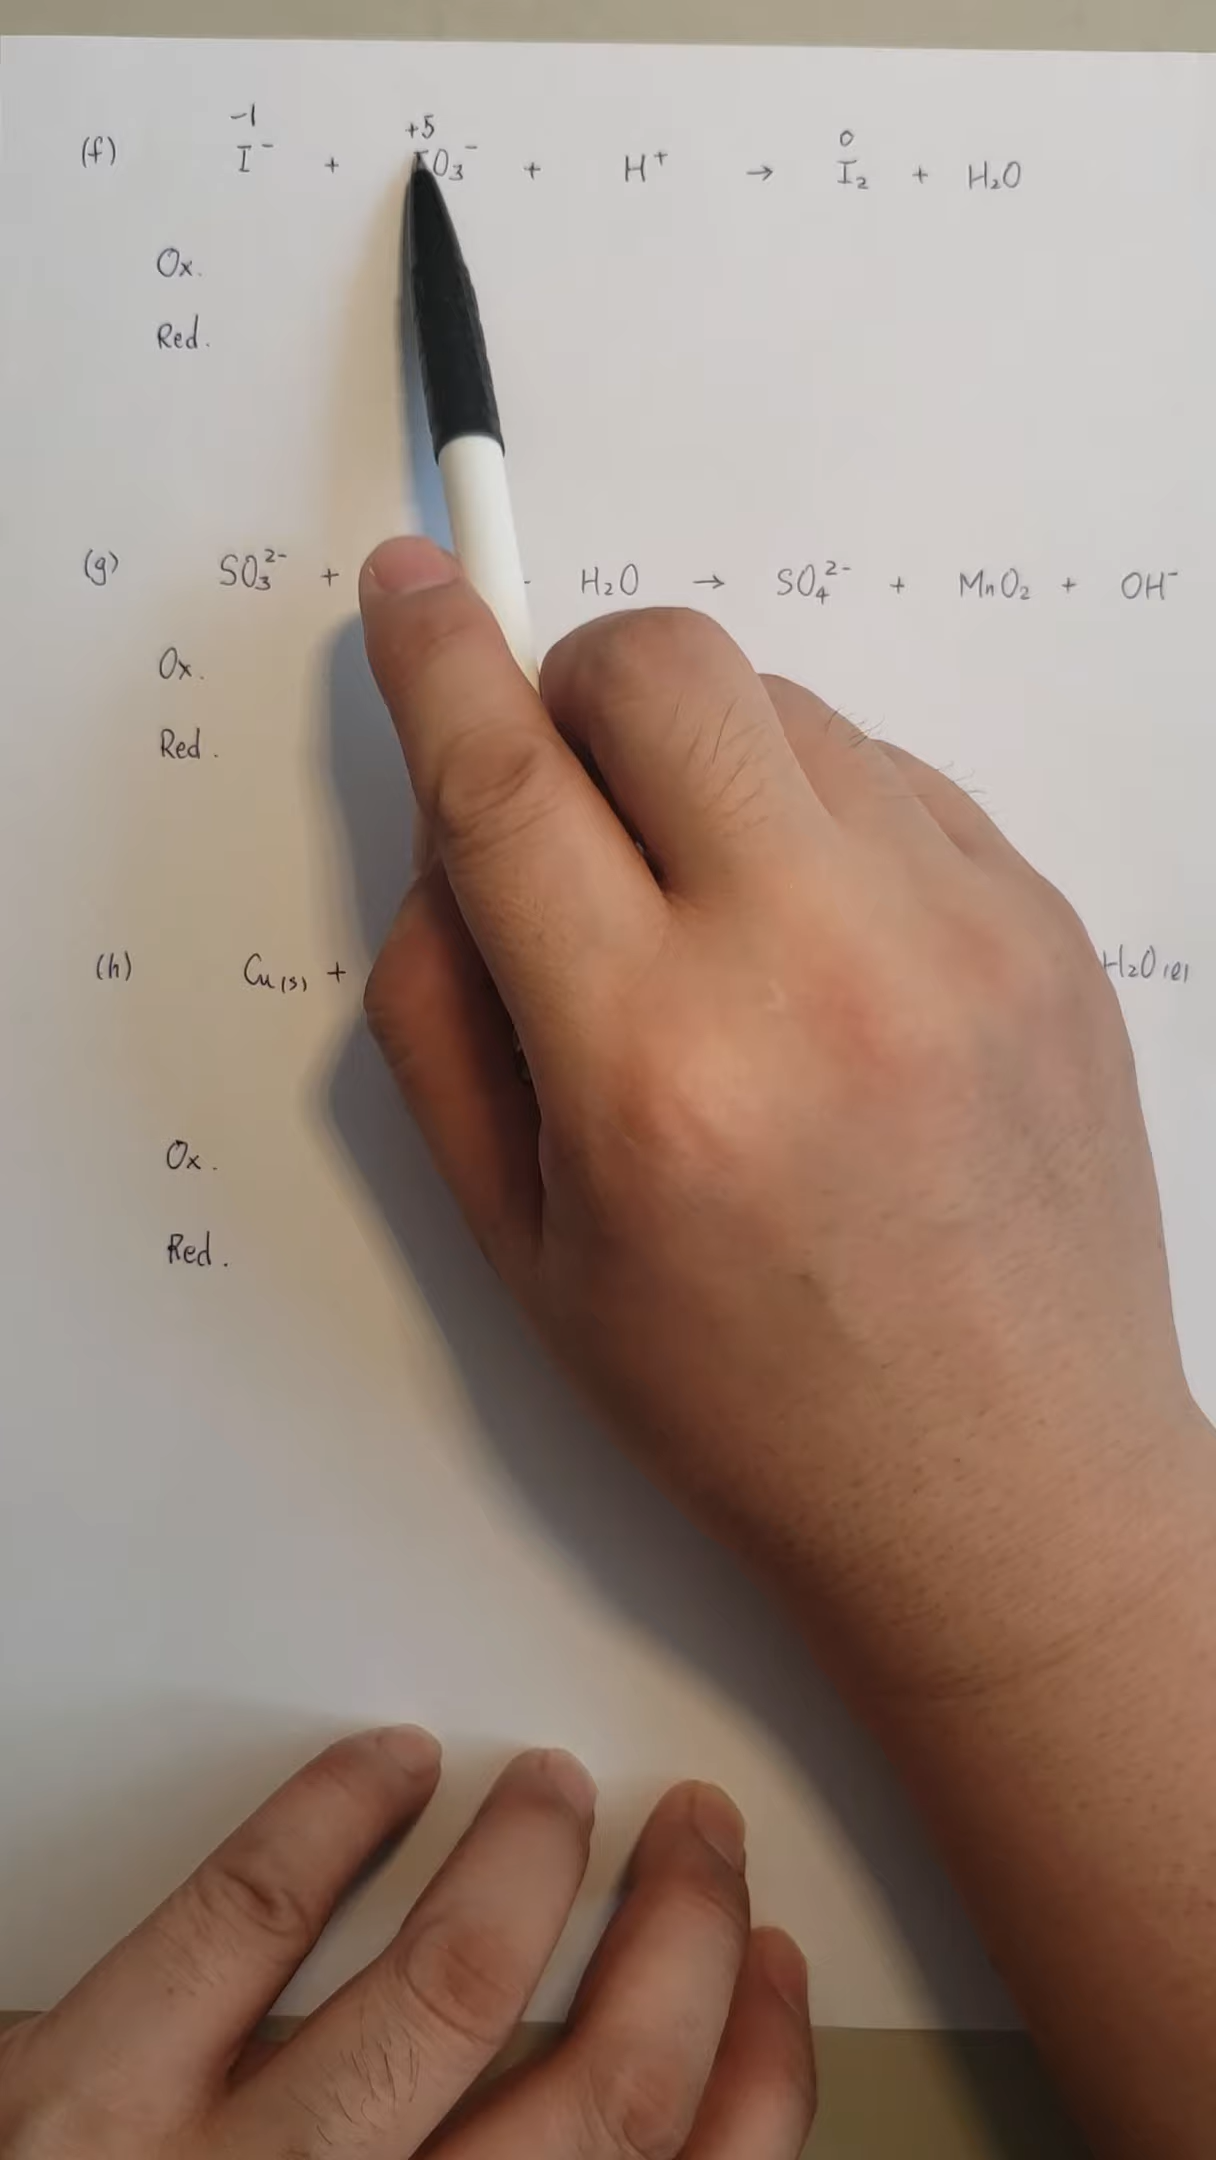 -1 +5 0
(f) I⁻ + IO₃⁻ + H⁺ → I₂ + H₂O
Ox.
Red.
(g) SO₃²⁻ + - H₂O → SO₄²⁻ + MnO₂ + OH⁻
Ox.
Red.
(h) Cu(s) + H₂O(l)
Ox.
Red.